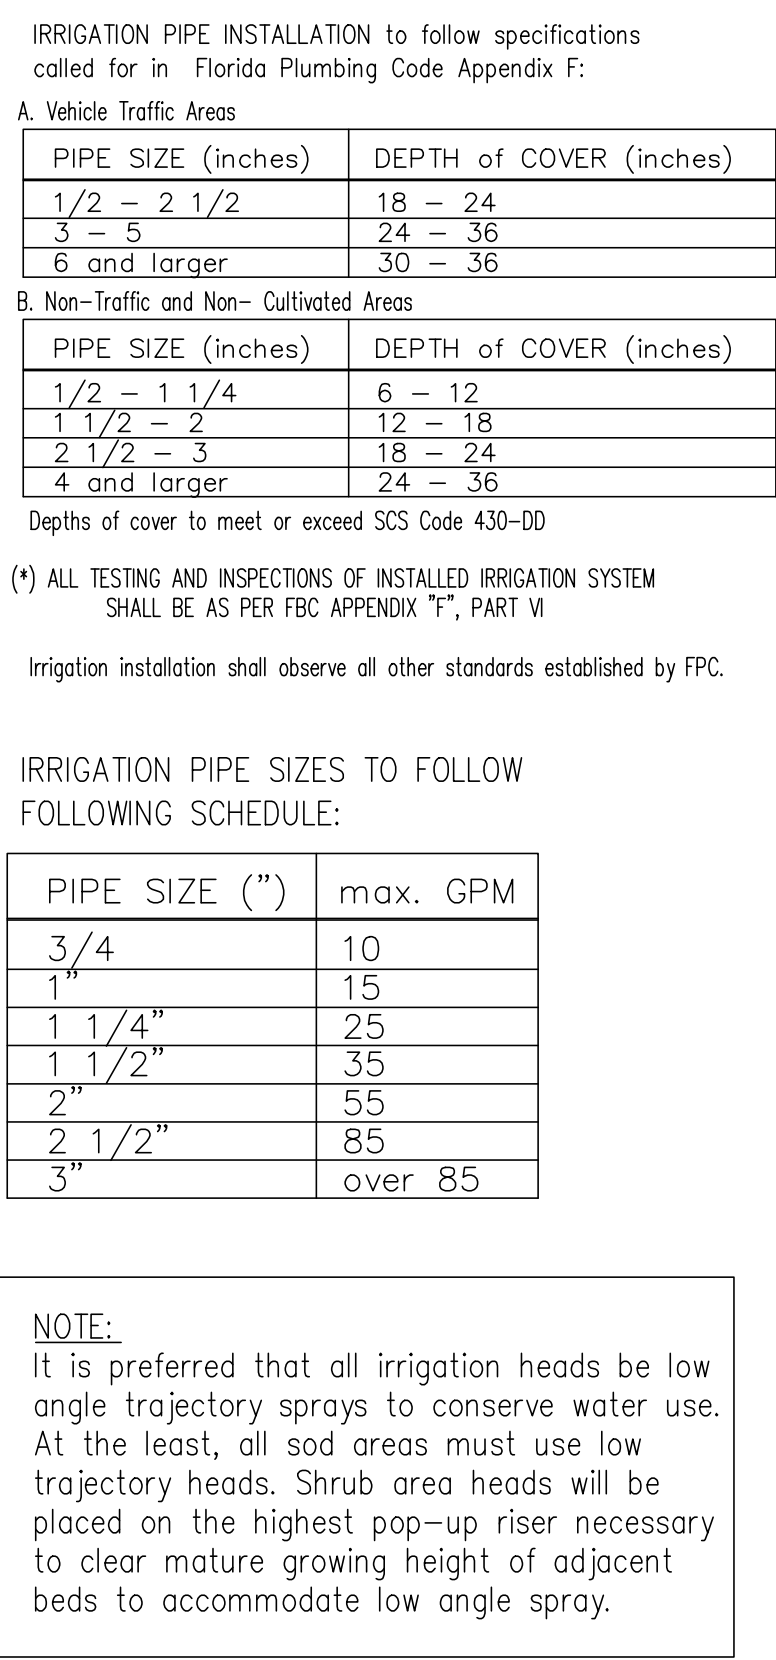 IRRIGATION PIPE INSTALLATION to follow specifications
called for in Florida Plumbing Code Appendix F:
A. Vehicle Traffic Areas
PIPE SIZE (inches) DEPTH of COVER (inches)
1/2 - 2 1/2 18 - 24
3 - 5 24 - 36
6 and larger 30 - 36
B. Non-Traffic and Non- Cultivated Areas
PIPE SIZE (inches) DEPTH of COVER (inches)
1/2 - 1 1/4 6 - 12
1 1/2 - 2 12 - 18
2 1/2 - 3 18 - 24
4 and larger 24 - 36
Depths of cover to meet or exceed SCS Code 430-DD
(*) ALL TESTING AND INSPECTIONS OF INSTALLED IRRIGATION SYSTEM
SHALL BE AS PER FBC APPENDIX "F", PART VI
Irrigation installation shall observe all other standards established by FPC.
IRRIGATION PIPE SIZES TO FOLLOW
FOLLOWING SCHEDULE:
PIPE SIZE (") max. GPM
3/4 10
1" 15
1 1/4" 25
1 1/2" 35
2" 55
2 1/2" 85
3" over 85
NOTE:
It is preferred that all irrigation heads be low
angle trajectory sprays to conserve water use.
At the least, all sod areas must use low
trajectory heads. Shrub area heads will be
placed on the highest pop-up riser necessary
to clear mature growing height of adjacent
beds to accommodate low angle spray.